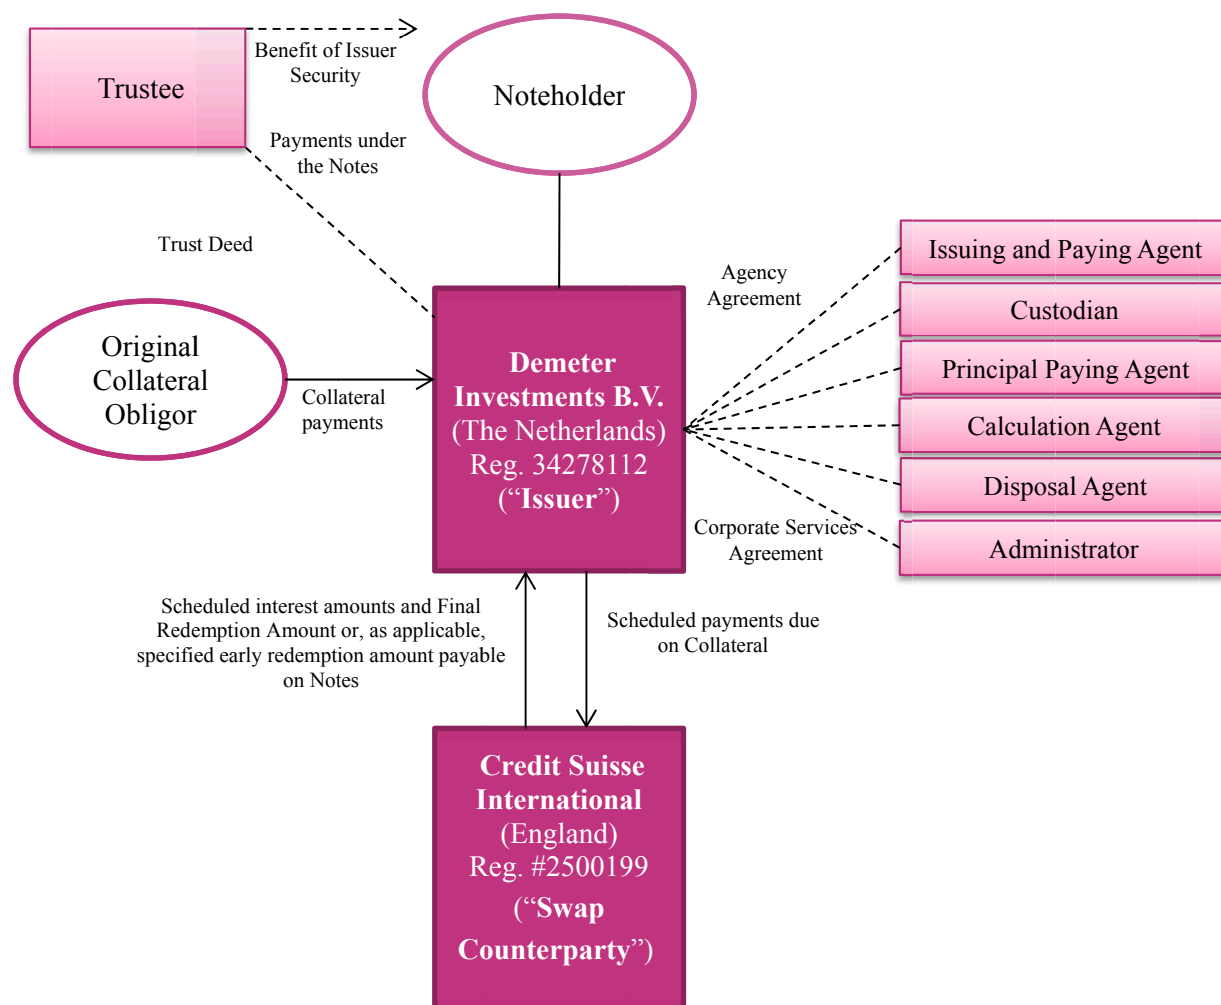 Trustee
Benefit of Issuer
Security
Noteholder
Payments under
the Notes
Trust Deed
Original
Collateral
Obligor
Collateral
payments
Demeter
Investments B.V.
(The Netherlands)
Reg. 34278112
(“Issuer”)
Agency
Agreement
Issuing and Paying Agent
Custodian
Principal Paying Agent
Calculation Agent
Disposal Agent
Administrator
Corporate Services
Agreement
Scheduled interest amounts and Final
Redemption Amount or, as applicable,
specified early redemption amount payable
on Notes
Scheduled payments due
on Collateral
Credit Suisse
International
(England)
Reg. #2500199
(“Swap
Counterparty”)